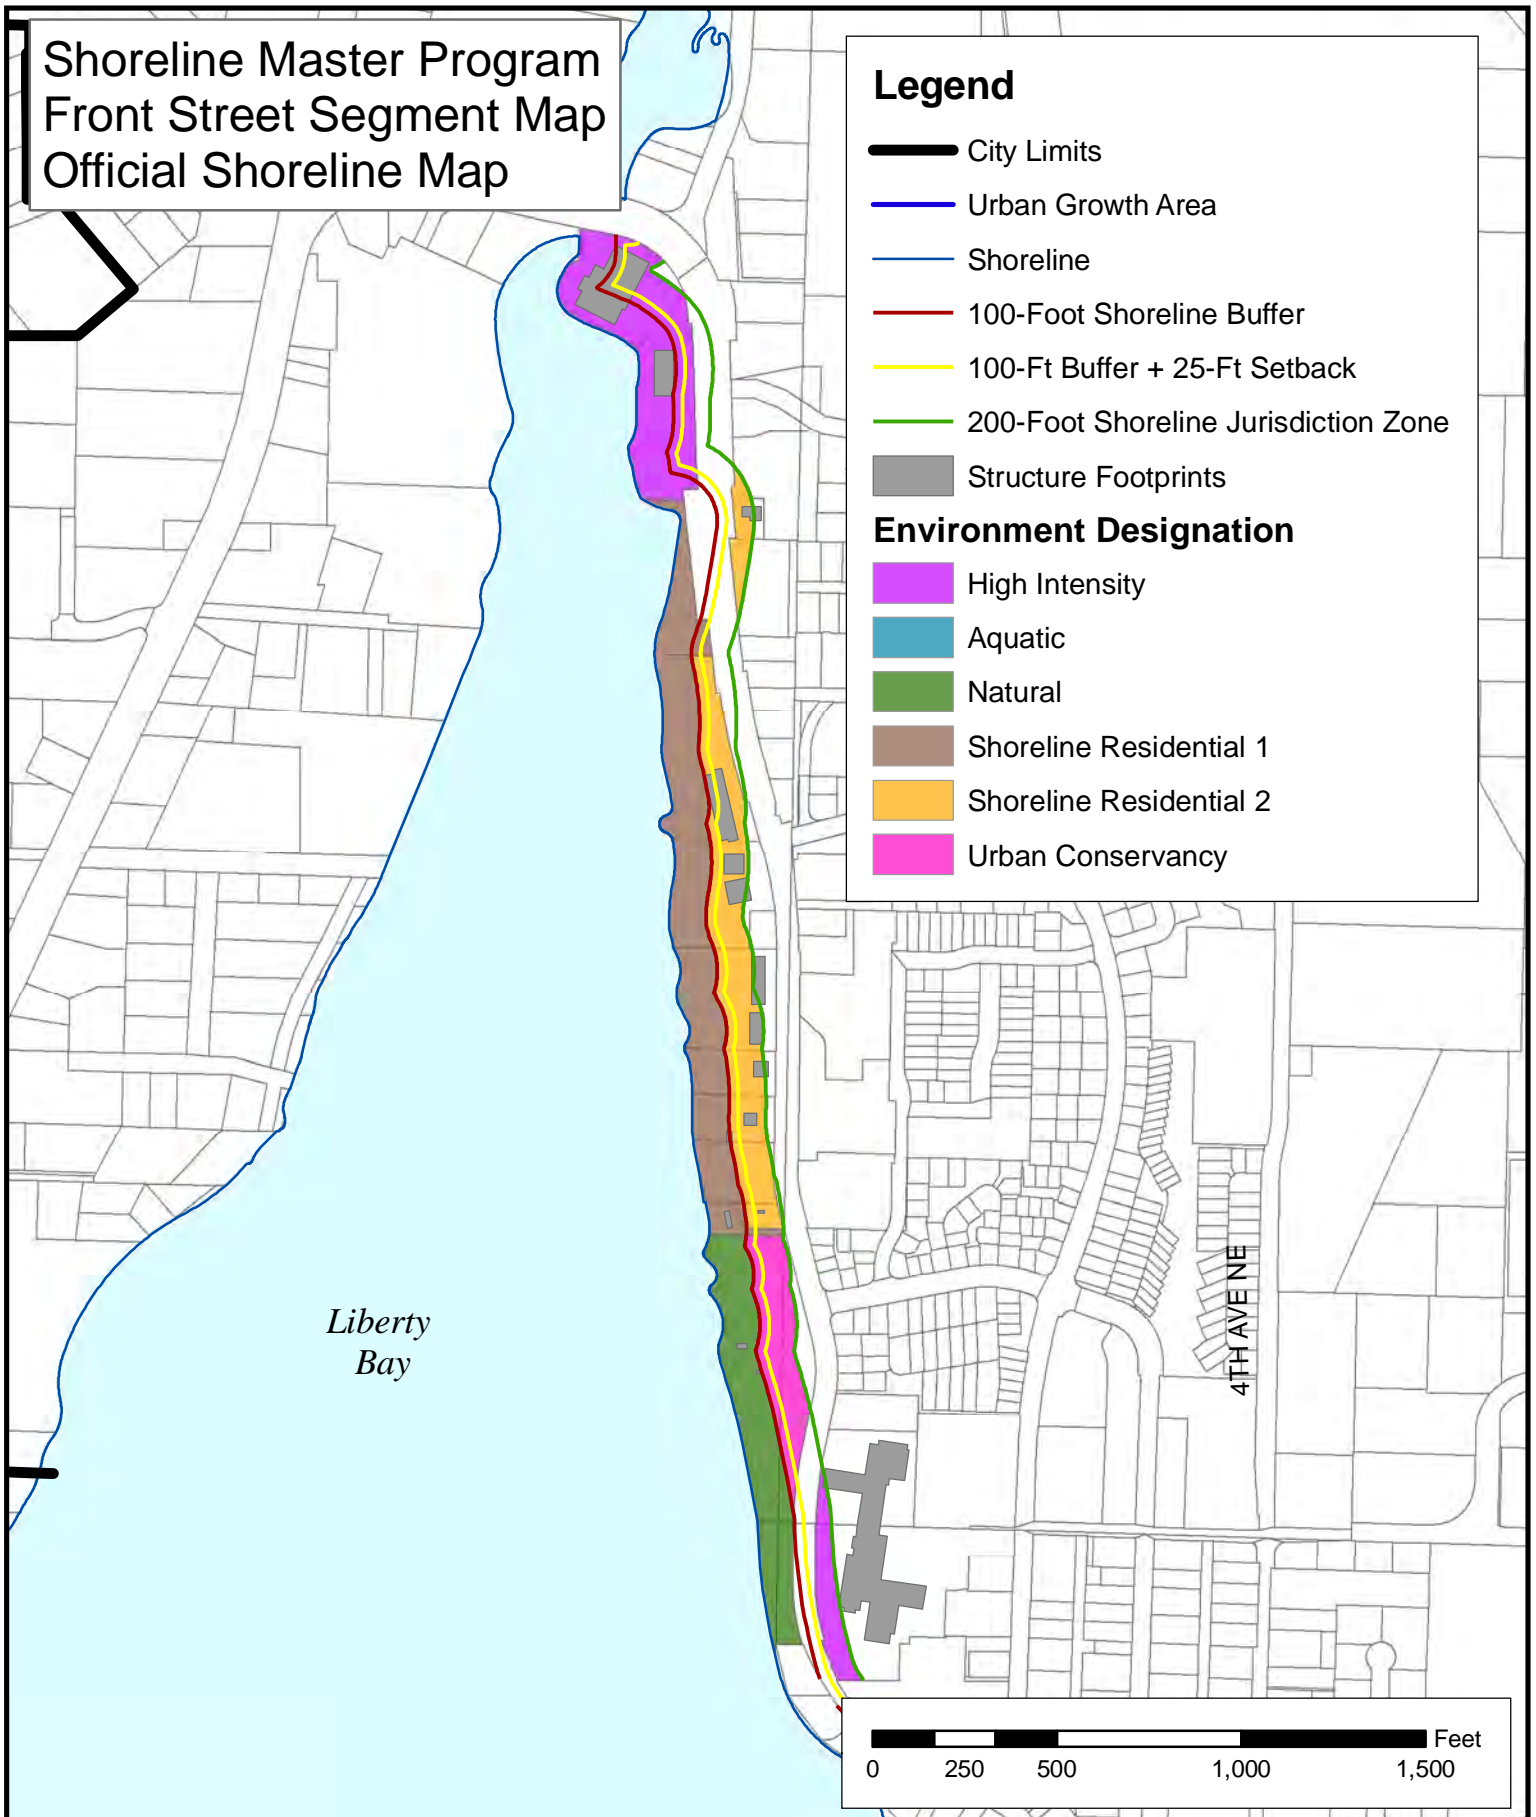 Shoreline Master Program
Front Street Segment Map
Official Shoreline Map
Legend
City Limits
Urban Growth Area
Shoreline
100-Foot Shoreline Buffer
100-Ft Buffer + 25-Ft Setback
200-Foot Shoreline Jurisdiction Zone
Structure Footprints
Environment Designation
High Intensity
Aquatic
Natural
Shoreline Residential 1
Shoreline Residential 2
Urban Conservancy
Liberty
Bay
4TH AVE NE
Feet
0 250 500 1,000 1,500